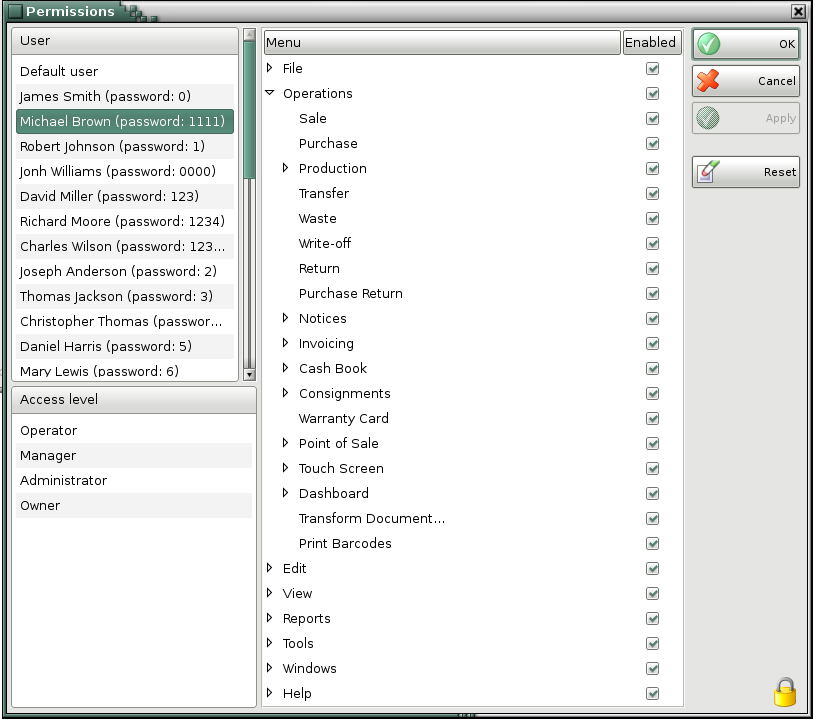 Permissions
User
Default user
James Smith (password: 0)
Michael Brown (password: 1111)
Robert Johnson (password: 1)
Jonh Williams (password: 0000)
David Miller (password: 123)
Richard Moore (password: 1234)
Charles Wilson (password: 123...
Joseph Anderson (password: 2)
Thomas Jackson (password: 3)
Christopher Thomas (passwor...
Daniel Harris (password: 5)
Mary Lewis (password: 6)
Access level
Operator
Manager
Administrator
Owner
Menu Enabled
File
Operations
Sale
Purchase
Production
Transfer
Waste
Write-off
Return
Purchase Return
Notices
Invoicing
Cash Book
Consignments
Warranty Card
Point of Sale
Touch Screen
Dashboard
Transform Document...
Print Barcodes
Edit
View
Reports
Tools
Windows
Help
OK
Cancel
Apply
Reset